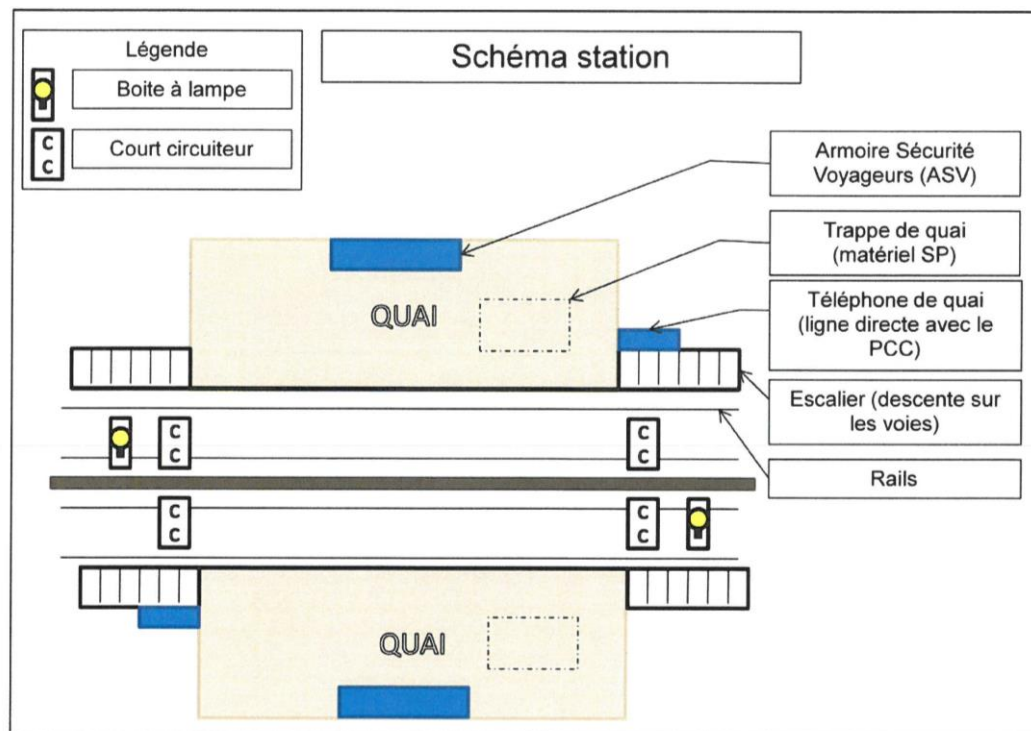 Légende
Boite à lampe
C
C
Court circuiteur
Schéma station
Armoire Sécurité
Voyageurs (ASV)
Trappe de quai
(matériel SP)
Téléphone de quai
(ligne directe avec le
PCC)
Escalier (descente sur
les voies)
Rails
QUAI
C
C
C
C
C
C
C
C
QUAI